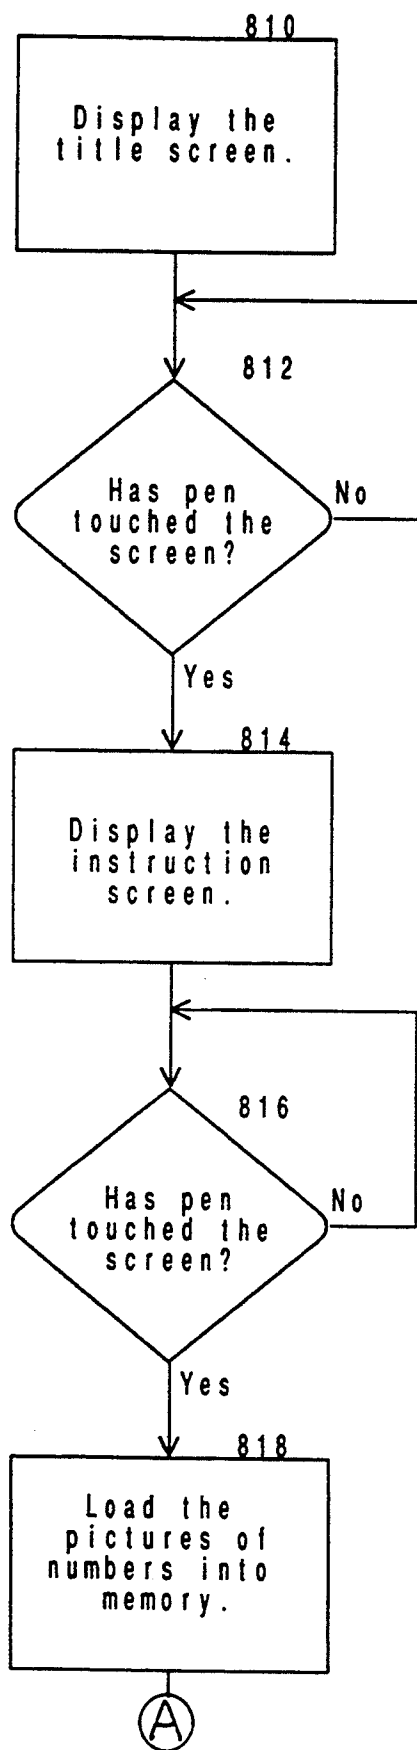 810
Display the
title screen.
812
Has pen
touched the
screen?
No
Yes
814
Display the
instruction
screen.
816
Has pen
touched the
screen?
No
Yes
818
Load the
pictures of
numbers into
memory.
A